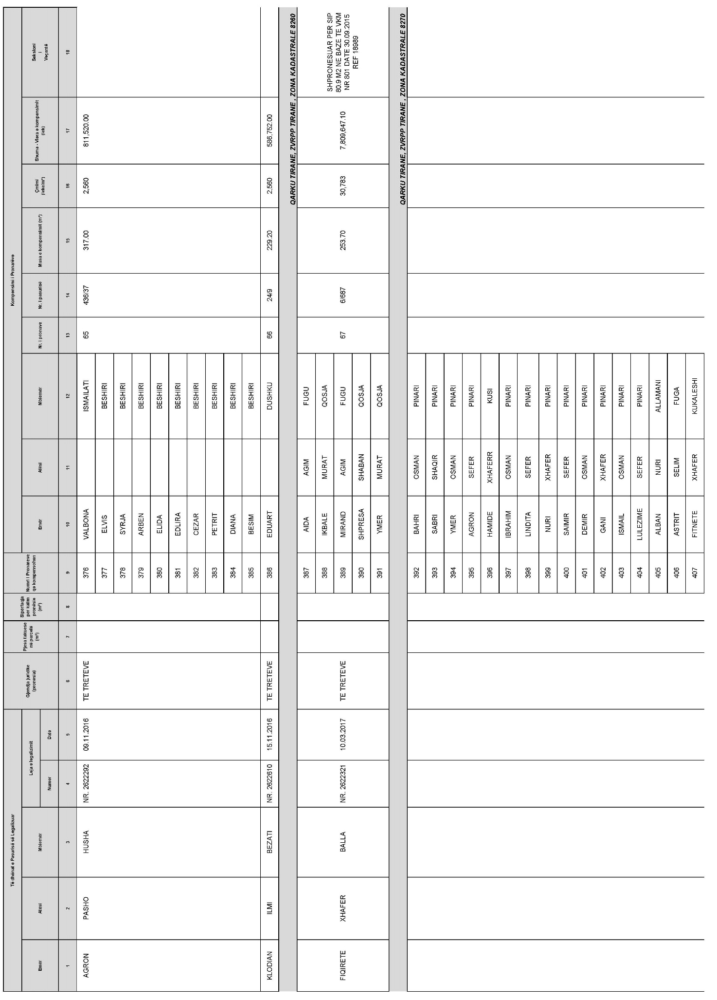 Të dhënat e Pasurisë së Legalizuar
Kompensimi i Pronarëve
Emër
Atësi
Mbiemër
Leja e legalizimit
Numer
Date
Gjendja juridike
(pronesia)
Pjesa takuese
në parcelë
(m²)
Sipërfaqja
per kalim
pronësie
(m²)
Numri i Pronareve
qe kompensohen
Emër
Atësi
Mbiemër
Nr. i pronave
Nr. i pasurisë
Masa e kompensimit (m²)
Çmimi
(leke/m²)
Shuma - Vlera e kompensimit
(lek)
Seksioni
i
Veçantë
1 2 3 4 5 6 7 8 9 10 11 12 13 14 15 16 17 18
AGRON PASHO HUSHA NR. 2622292 09.11.2016 TE TRETEVE 376 VALBONA ISMAILATI 65 436/37 317.00 2,560 811,520.00
377 ELVIS BESHIRI
378 SYRJA BESHIRI
379 ARBEN BESHIRI
380 ELIDA BESHIRI
381 EDLIRA BESHIRI
382 CEZAR BESHIRI
383 PETRIT BESHIRI
384 DIANA BESHIRI
385 BESIM BESHIRI
KLODIAN ILMI BEZATI NR. 2622610 15.11.2016 TE TRETEVE 386 EDUART DUSHKU 66 24/9 229.20 2,560 586,752.00
QARKU TIRANE, ZVRPP TIRANE , ZONA KADASTRALE 8260
387 AIDA AGIM FUGU
388 IKBALE MURAT QOSJA
FIQIRETE XHAFER BALLA NR. 2622321 10.03.2017 TE TRETEVE 389 MIRAND AGIM FUGU 67 6/687 253.70 30,783 7,809,647.10
SHPRONESUAR PER SIP
80.9 M2 NE BAZE TE VKM
NR 801 DATE 30.09.2015
REF 18989
390 SHPRESA SHABAN QOSJA
391 YMER MURAT QOSJA
QARKU TIRANE, ZVRPP TIRANE , ZONA KADASTRALE 8270
392 BAHRI OSMAN PINARI
393 SABRI SHAQIR PINARI
394 YMER OSMAN PINARI
395 AGRON SEFER PINARI
396 HAMIDE XHAFERR KUSI
397 IBRAHIM OSMAN PINARI
398 LINDITA SEFER PINARI
399 NURI XHAFER PINARI
400 SAIMIR SEFER PINARI
401 DEMIR OSMAN PINARI
402 GANI XHAFER PINARI
403 ISMAIL OSMAN PINARI
404 LULEZIME SEFER PINARI
405 ALBAN NURI ALLAMANI
406 ASTRIT SELIM FUGA
407 FITNETE XHAFER KUKALESHI